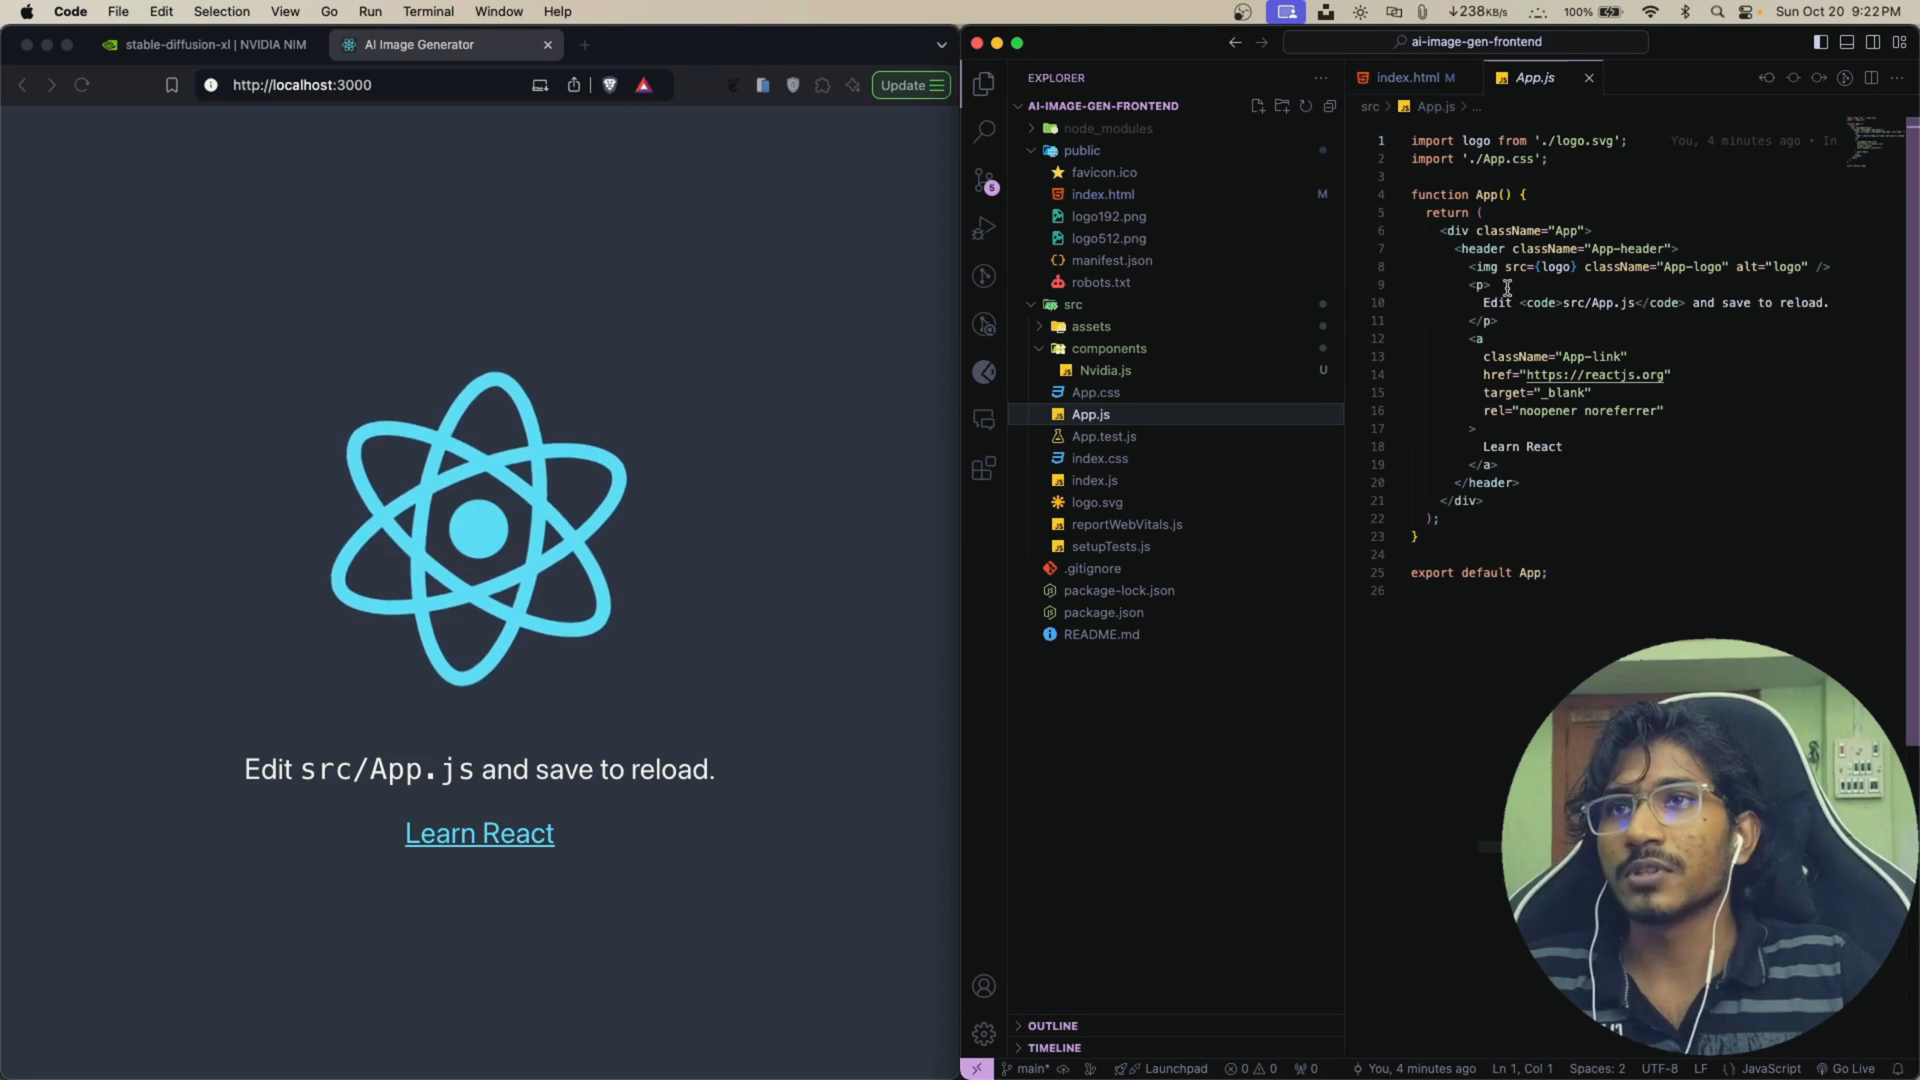 Code File Edit Selection View Go Run Terminal Window Help
238KB/s 100% Sun Oct 20 9:22PM
stable-diffusion-xl | NVIDIA NIM
AI Image Generator
http://localhost:3000
Update
Edit src/App.js and save to reload.
Learn React
ai-image-gen-frontend
EXPLORER
AI-IMAGE-GEN-FRONTEND
node_modules
public
favicon.ico
index.html M
logo192.png
logo512.png
manifest.json
robots.txt
src
assets
components
Nvidia.js U
App.css
App.js
App.test.js
index.css
index.js
logo.svg
reportWebVitals.js
setupTests.js
.gitignore
package-lock.json
package.json
README.md
OUTLINE
TIMELINE
5
index.html M
App.js
src > App.js > ...
1 import logo from './logo.svg'; You, 4 minutes ago • In
2 import './App.css';
3
4 function App() {
5 return (
6 <div className="App">
7 <header className="App-header">
8 <img src={logo} className="App-logo" alt="logo" />
9 <p>
10 Edit <code>src/App.js</code> and save to reload.
11 </p>
12 <a
13 className="App-link"
14 href="https://reactjs.org"
15 target="_blank"
16 rel="noopener noreferrer"
17 >
18 Learn React
19 </a>
20 </header>
21 </div>
22 );
23 }
24
25 export default App;
26
main* Launchpad 0 0 0 You, 4 minutes ago Ln 1, Col 1 Spaces: 2 UTF-8 LF JavaScript Go Live